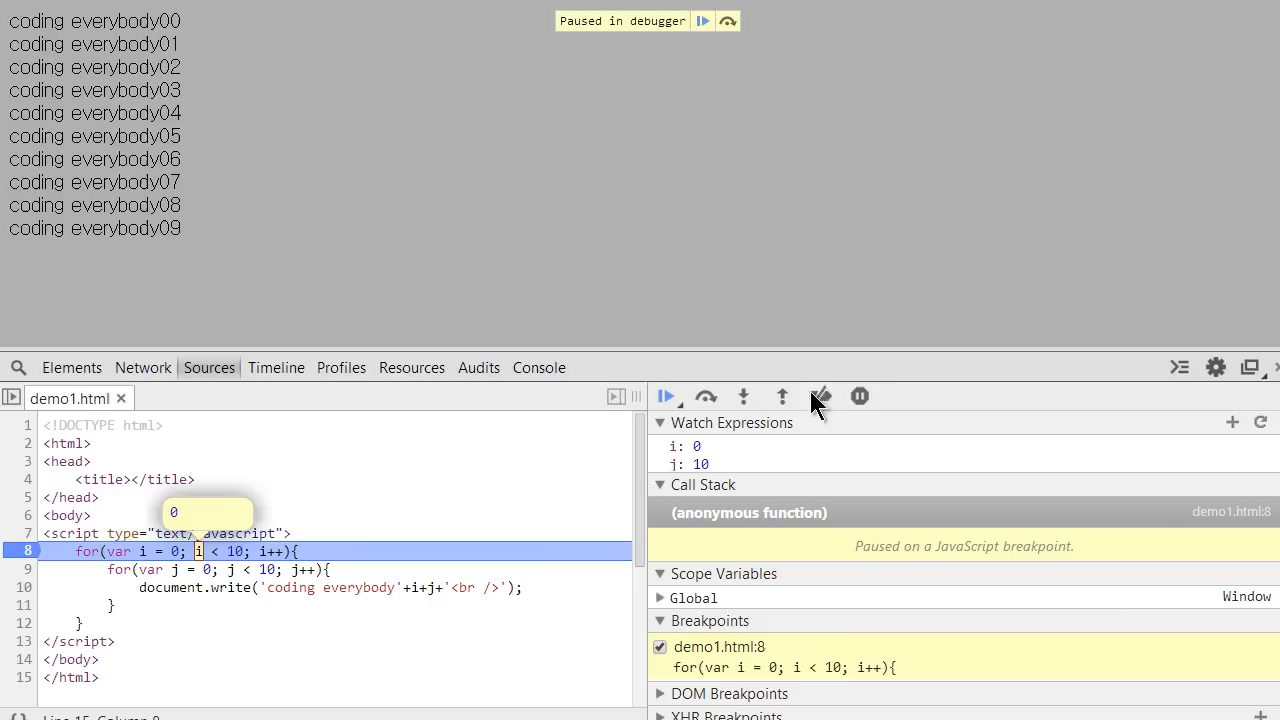 coding everybody00
coding everybody01
coding everybody02
coding everybody03
coding everybody04
coding everybody05
coding everybody06
coding everybody07
coding everybody08
coding everybody09
Paused in debugger
Elements Network Sources Timeline Profiles Resources Audits Console
demo1.html ×
1 <!DOCTYPE html>
2 <html>
3 <head>
4 <title></title>
5 </head>
6 <body>
0
7 <script type="text/javascript">
8 for(var i = 0; i < 10; i++){
9 for(var j = 0; j < 10; j++){
10 document.write('coding everybody'+i+j+'<br />');
11 }
12 }
13 </script>
14 </body>
15 </html>
Line 15, Column 8
Watch Expressions
i: 0
j: 10
Call Stack
(anonymous function) demo1.html:8
Paused on a JavaScript breakpoint.
Scope Variables
Global Window
Breakpoints
demo1.html:8
for(var i = 0; i < 10; i++){
DOM Breakpoints
XHR Breakpoints